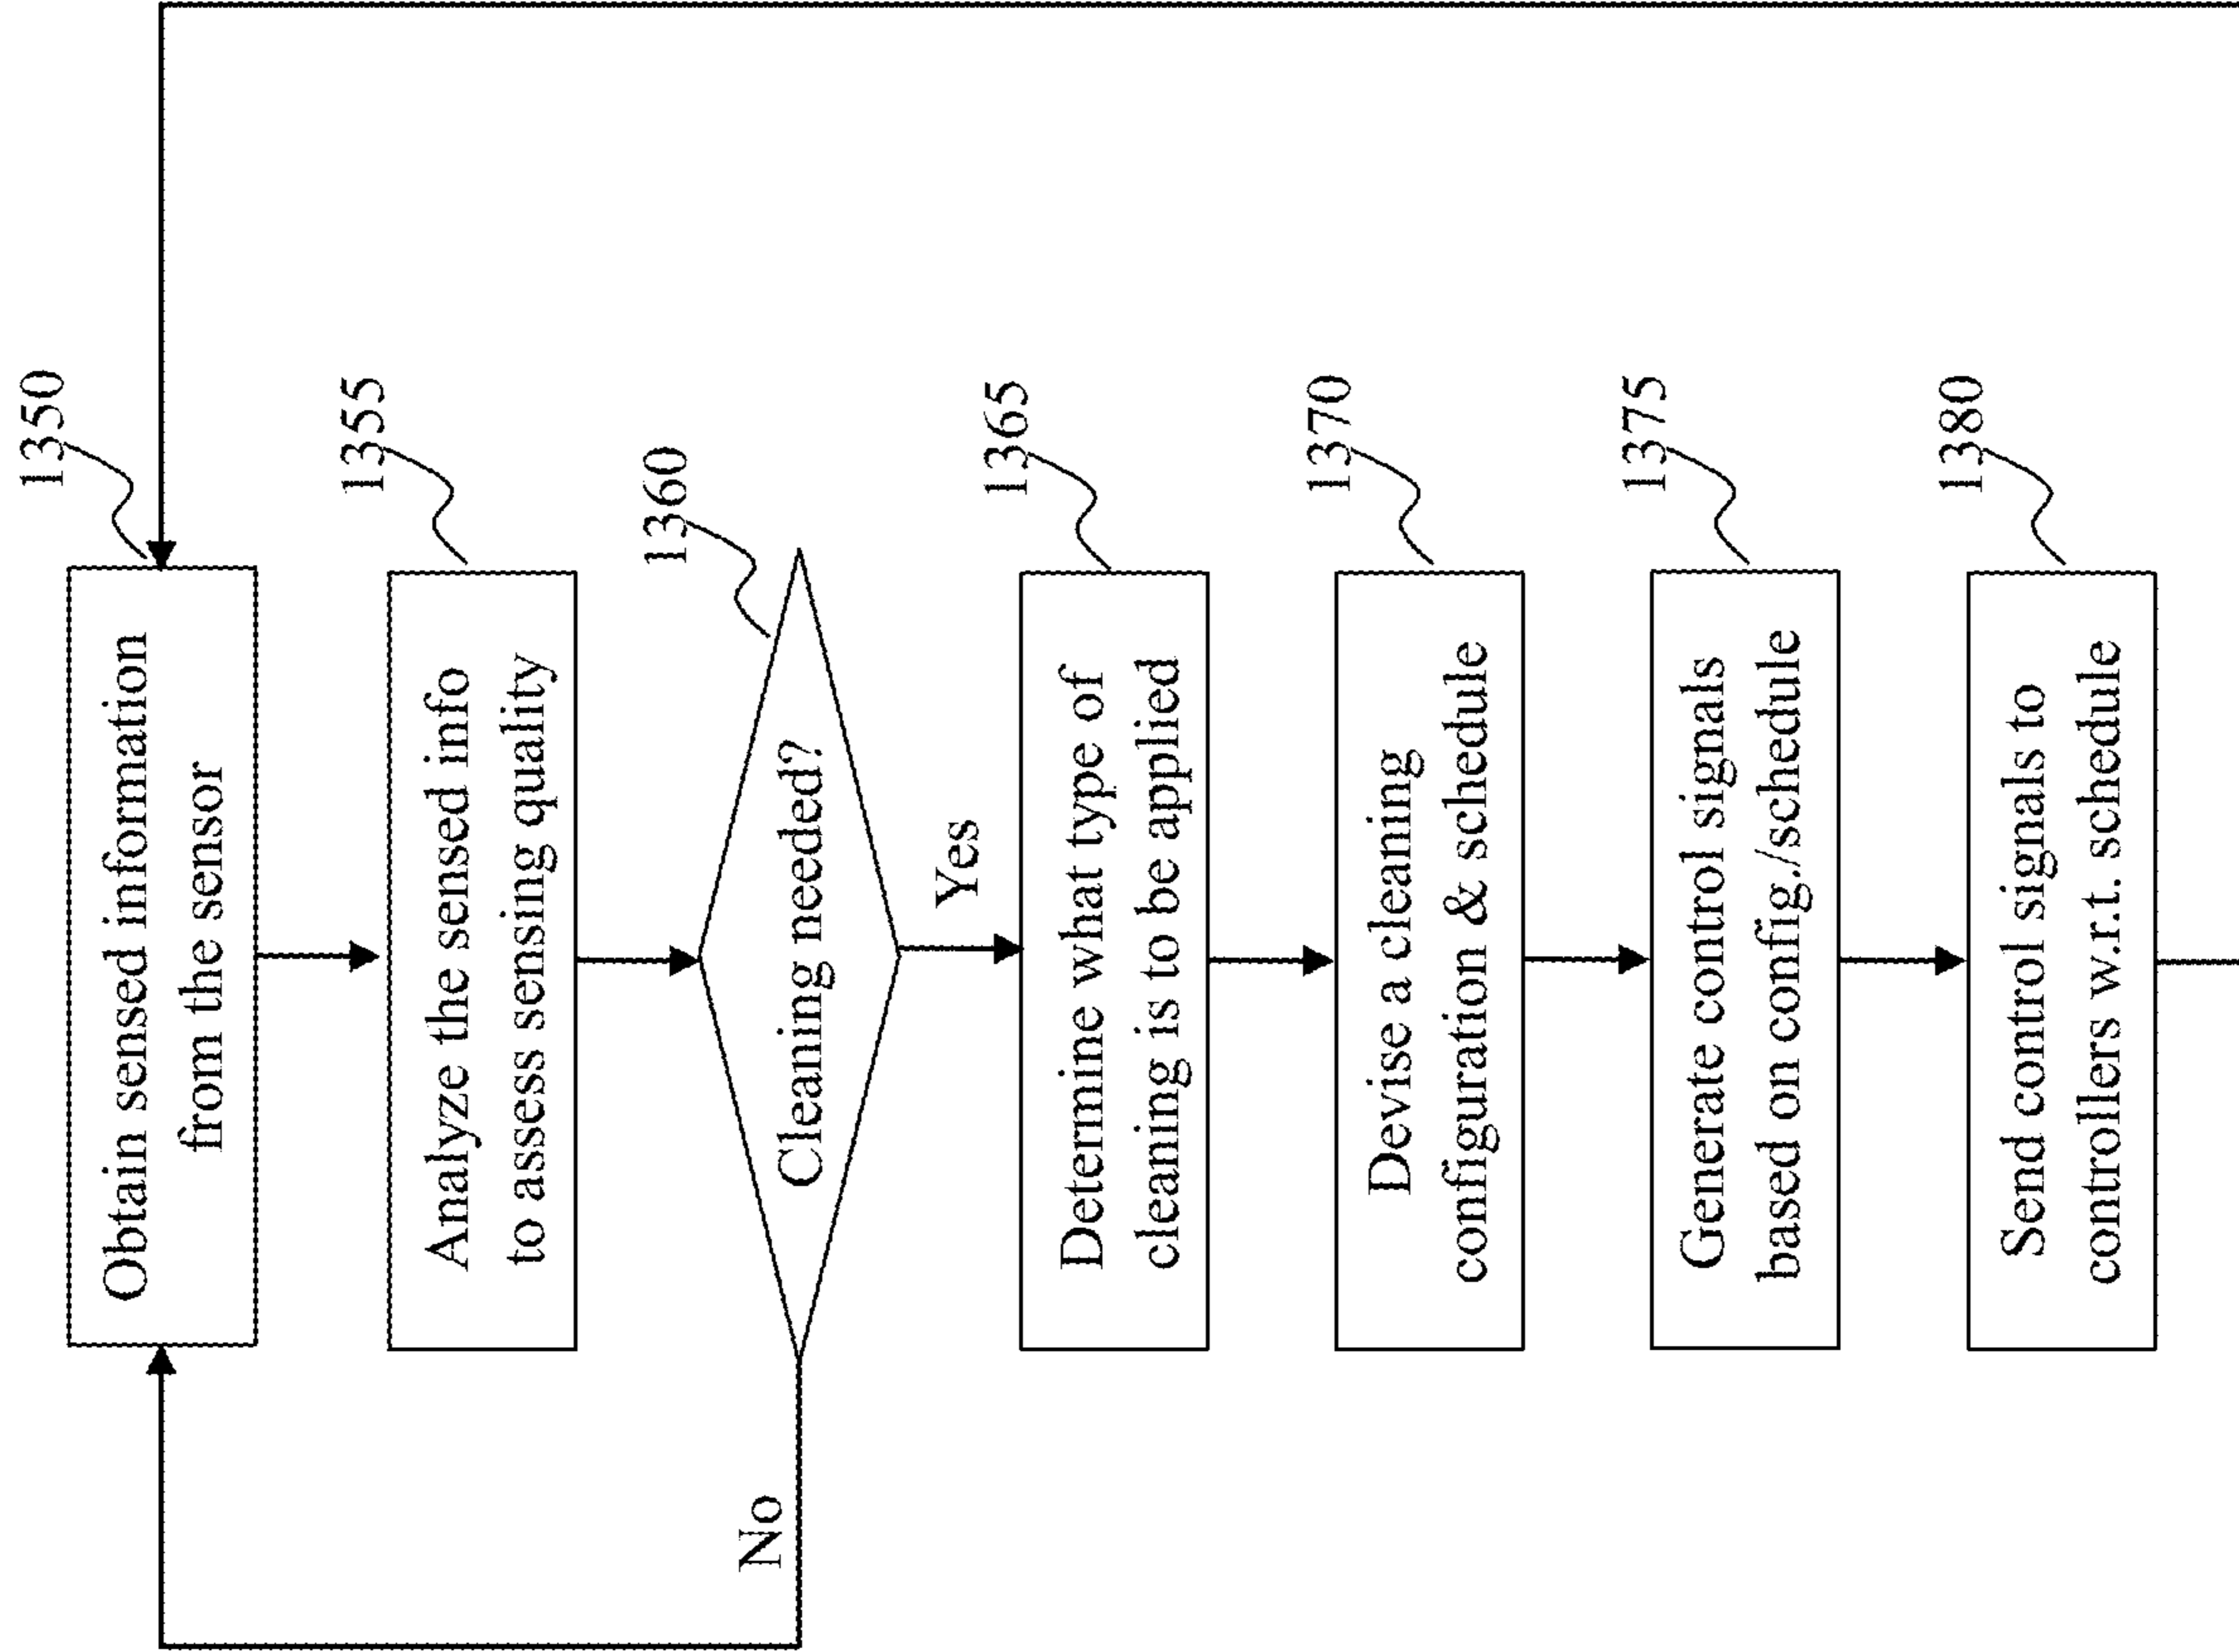 1350
Obtain sensed information
from the sensor
1355
Analyze the sensed info
to assess sensing quality
1360
Cleaning needed?
No
Yes
1365
Determine what type of
cleaning is to be applied
1370
Devise a cleaning
configuration & schedule
1375
Generate control signals
based on config./schedule
1380
Send control signals to
controllers w.r.t. schedule